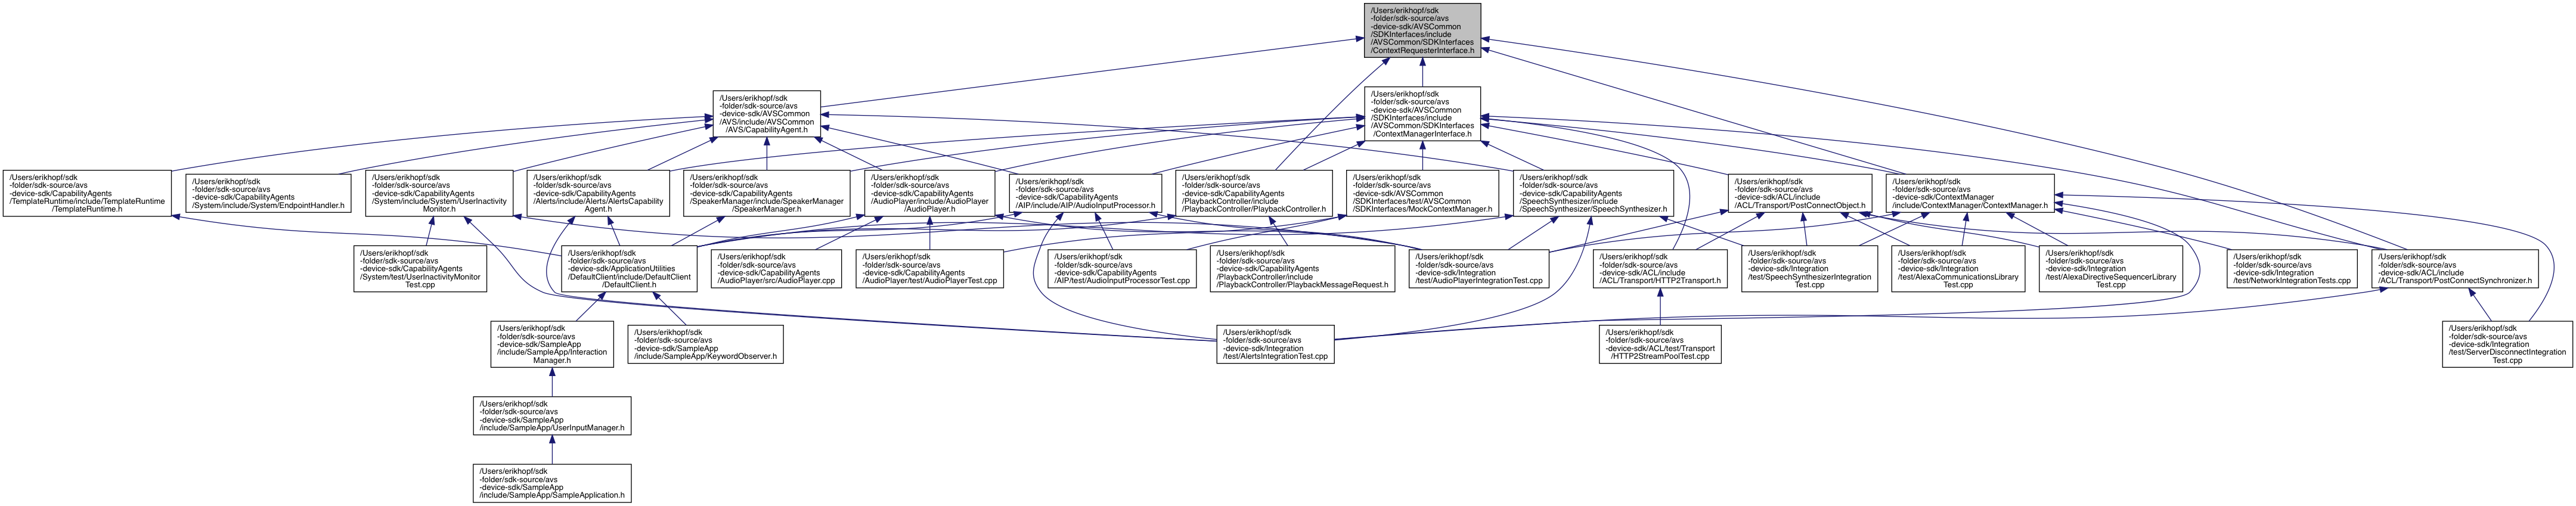 /Users/erikhopf/sdk
-folder/sdk-source/avs
-device-sdk/AVSCommon
/SDKInterfaces/include
/AVSCommon/SDKInterfaces
/ContextRequesterInterface.h
/Users/erikhopf/sdk
-folder/sdk-source/avs
-device-sdk/AVSCommon
/AVS/include/AVSCommon
/AVS/CapabilityAgent.h
/Users/erikhopf/sdk
-folder/sdk-source/avs
-device-sdk/AVSCommon
/SDKInterfaces/include
/AVSCommon/SDKInterfaces
/ContextManagerInterface.h
/Users/erikhopf/sdk
-folder/sdk-source/avs
-device-sdk/CapabilityAgents
/TemplateRuntime/include/TemplateRuntime
/TemplateRuntime.h
/Users/erikhopf/sdk
-folder/sdk-source/avs
-device-sdk/CapabilityAgents
/System/include/System/EndpointHandler.h
/Users/erikhopf/sdk
-folder/sdk-source/avs
-device-sdk/CapabilityAgents
/System/include/System/UserInactivity
Monitor.h
/Users/erikhopf/sdk
-folder/sdk-source/avs
-device-sdk/CapabilityAgents
/Alerts/include/Alerts/AlertsCapability
Agent.h
/Users/erikhopf/sdk
-folder/sdk-source/avs
-device-sdk/CapabilityAgents
/SpeakerManager/include/SpeakerManager
/SpeakerManager.h
/Users/erikhopf/sdk
-folder/sdk-source/avs
-device-sdk/CapabilityAgents
/AudioPlayer/include/AudioPlayer
/AudioPlayer.h
/Users/erikhopf/sdk
-folder/sdk-source/avs
-device-sdk/CapabilityAgents
/AIP/include/AIP/AudioInputProcessor.h
/Users/erikhopf/sdk
-folder/sdk-source/avs
-device-sdk/CapabilityAgents
/PlaybackController/include
/PlaybackController/PlaybackController.h
/Users/erikhopf/sdk
-folder/sdk-source/avs
-device-sdk/AVSCommon
/SDKInterfaces/test/AVSCommon
/SDKInterfaces/MockContextManager.h
/Users/erikhopf/sdk
-folder/sdk-source/avs
-device-sdk/CapabilityAgents
/SpeechSynthesizer/include
/SpeechSynthesizer/SpeechSynthesizer.h
/Users/erikhopf/sdk
-folder/sdk-source/avs
-device-sdk/ACL/include
/ACL/Transport/PostConnectObject.h
/Users/erikhopf/sdk
-folder/sdk-source/avs
-device-sdk/ContextManager
/include/ContextManager/ContextManager.h
/Users/erikhopf/sdk
-folder/sdk-source/avs
-device-sdk/CapabilityAgents
/System/test/UserInactivityMonitor
Test.cpp
/Users/erikhopf/sdk
-folder/sdk-source/avs
-device-sdk/ApplicationUtilities
/DefaultClient/include/DefaultClient
/DefaultClient.h
/Users/erikhopf/sdk
-folder/sdk-source/avs
-device-sdk/CapabilityAgents
/AudioPlayer/src/AudioPlayer.cpp
/Users/erikhopf/sdk
-folder/sdk-source/avs
-device-sdk/CapabilityAgents
/AudioPlayer/test/AudioPlayerTest.cpp
/Users/erikhopf/sdk
-folder/sdk-source/avs
-device-sdk/CapabilityAgents
/AIP/test/AudioInputProcessorTest.cpp
/Users/erikhopf/sdk
-folder/sdk-source/avs
-device-sdk/CapabilityAgents
/PlaybackController/include
/PlaybackController/PlaybackMessageRequest.h
/Users/erikhopf/sdk
-folder/sdk-source/avs
-device-sdk/Integration
/test/AudioPlayerIntegrationTest.cpp
/Users/erikhopf/sdk
-folder/sdk-source/avs
-device-sdk/ACL/include
/ACL/Transport/HTTP2Transport.h
/Users/erikhopf/sdk
-folder/sdk-source/avs
-device-sdk/Integration
/test/SpeechSynthesizerIntegration
Test.cpp
/Users/erikhopf/sdk
-folder/sdk-source/avs
-device-sdk/Integration
/test/AlexaCommunicationsLibrary
Test.cpp
/Users/erikhopf/sdk
-folder/sdk-source/avs
-device-sdk/Integration
/test/AlexaDirectiveSequencerLibrary
Test.cpp
/Users/erikhopf/sdk
-folder/sdk-source/avs
-device-sdk/Integration
/test/NetworkIntegrationTests.cpp
/Users/erikhopf/sdk
-folder/sdk-source/avs
-device-sdk/ACL/include
/ACL/Transport/PostConnectSynchronizer.h
/Users/erikhopf/sdk
-folder/sdk-source/avs
-device-sdk/SampleApp
/include/SampleApp/Interaction
Manager.h
/Users/erikhopf/sdk
-folder/sdk-source/avs
-device-sdk/SampleApp
/include/SampleApp/KeywordObserver.h
/Users/erikhopf/sdk
-folder/sdk-source/avs
-device-sdk/Integration
/test/AlertsIntegrationTest.cpp
/Users/erikhopf/sdk
-folder/sdk-source/avs
-device-sdk/ACL/test/Transport
/HTTP2StreamPoolTest.cpp
/Users/erikhopf/sdk
-folder/sdk-source/avs
-device-sdk/Integration
/test/ServerDisconnectIntegration
Test.cpp
/Users/erikhopf/sdk
-folder/sdk-source/avs
-device-sdk/SampleApp
/include/SampleApp/UserInputManager.h
/Users/erikhopf/sdk
-folder/sdk-source/avs
-device-sdk/SampleApp
/include/SampleApp/SampleApplication.h